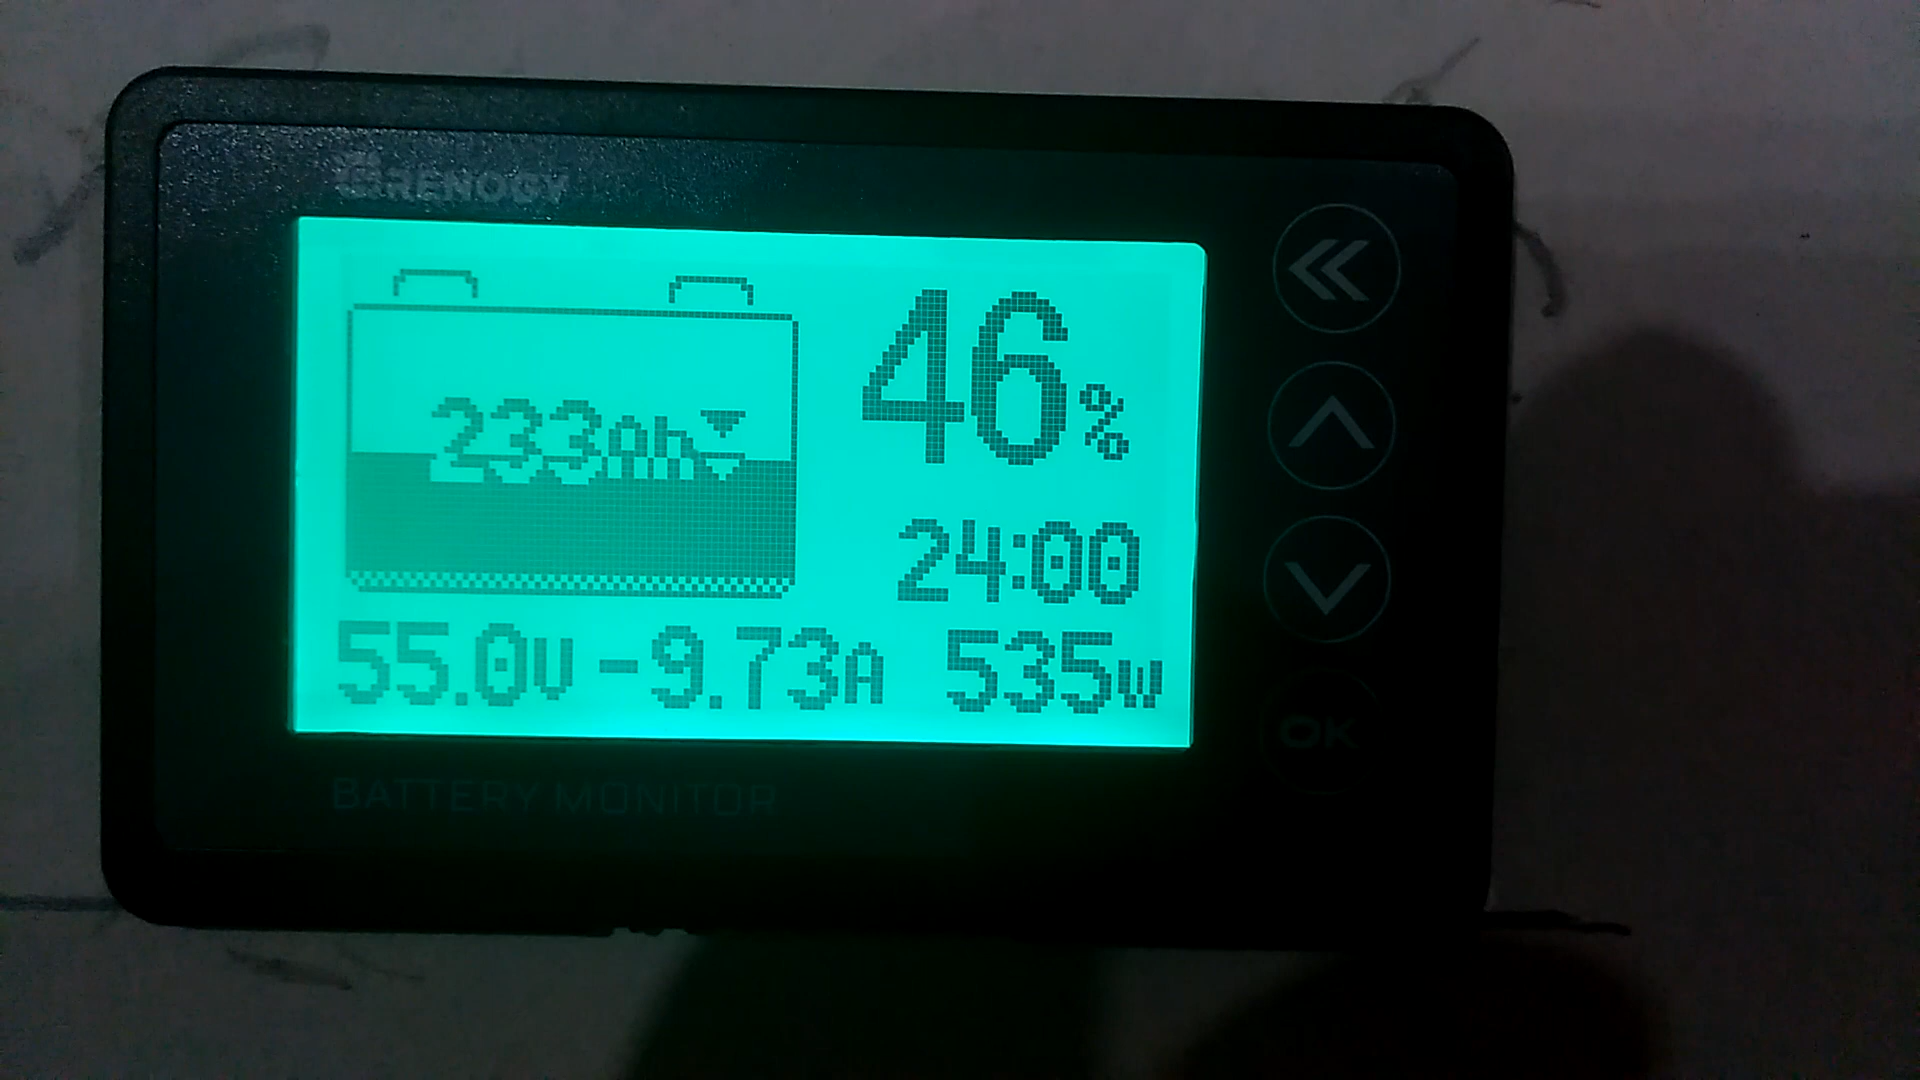 RENOGY
46%
233Ah
24:00
55.0V -9.73A 535W
OK
BATTERY MONITOR